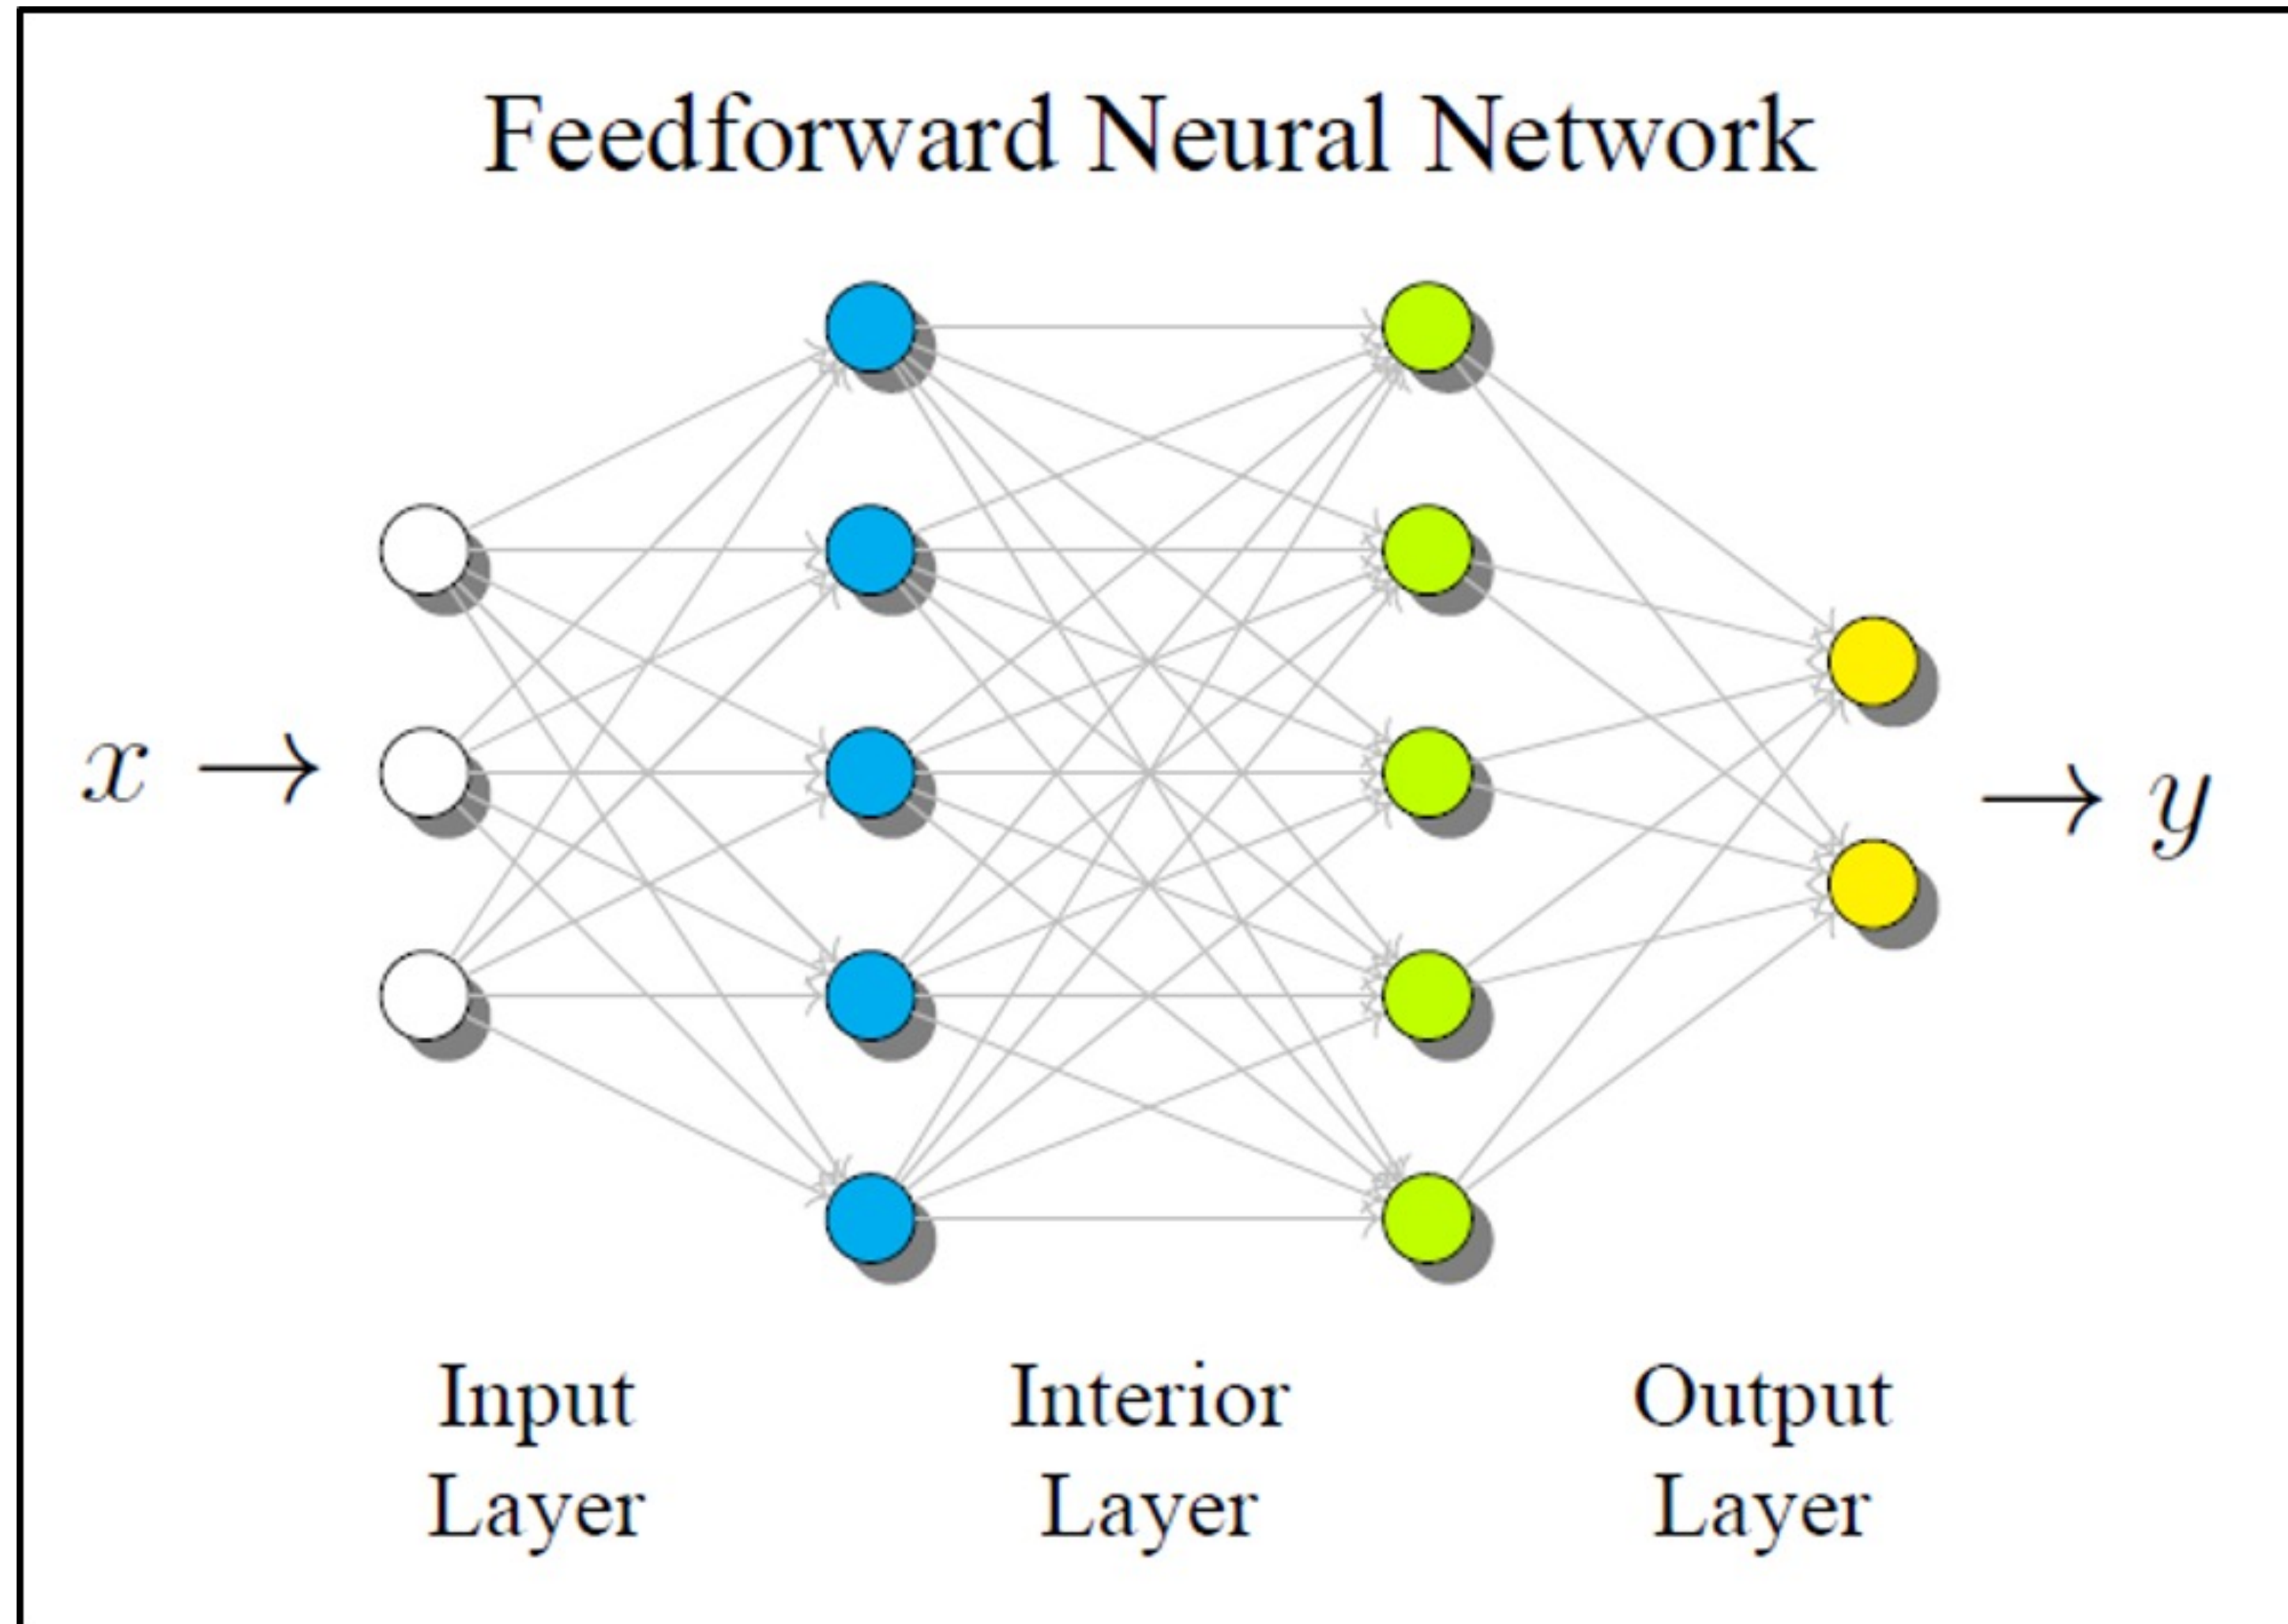 Feedforward Neural Network
x →
→ y
Input
Layer
Interior
Layer
Output
Layer